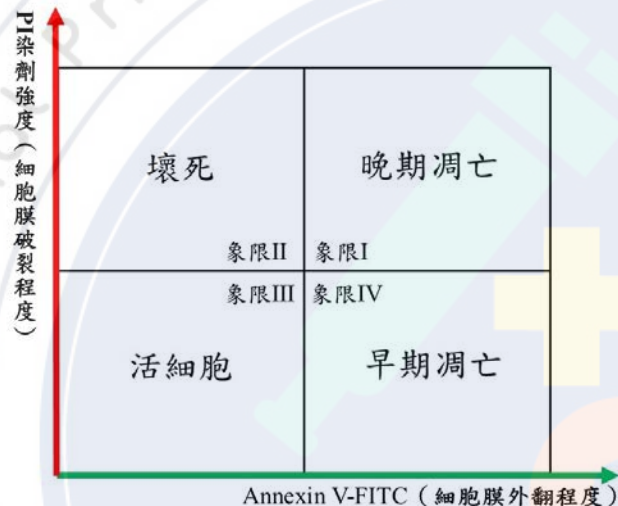 PI染劑強度（細胞膜破裂程度）
壞死
晚期凋亡
象限II
象限I
象限III
象限IV
活細胞
早期凋亡
Annexin V-FITC（細胞膜外翻程度）